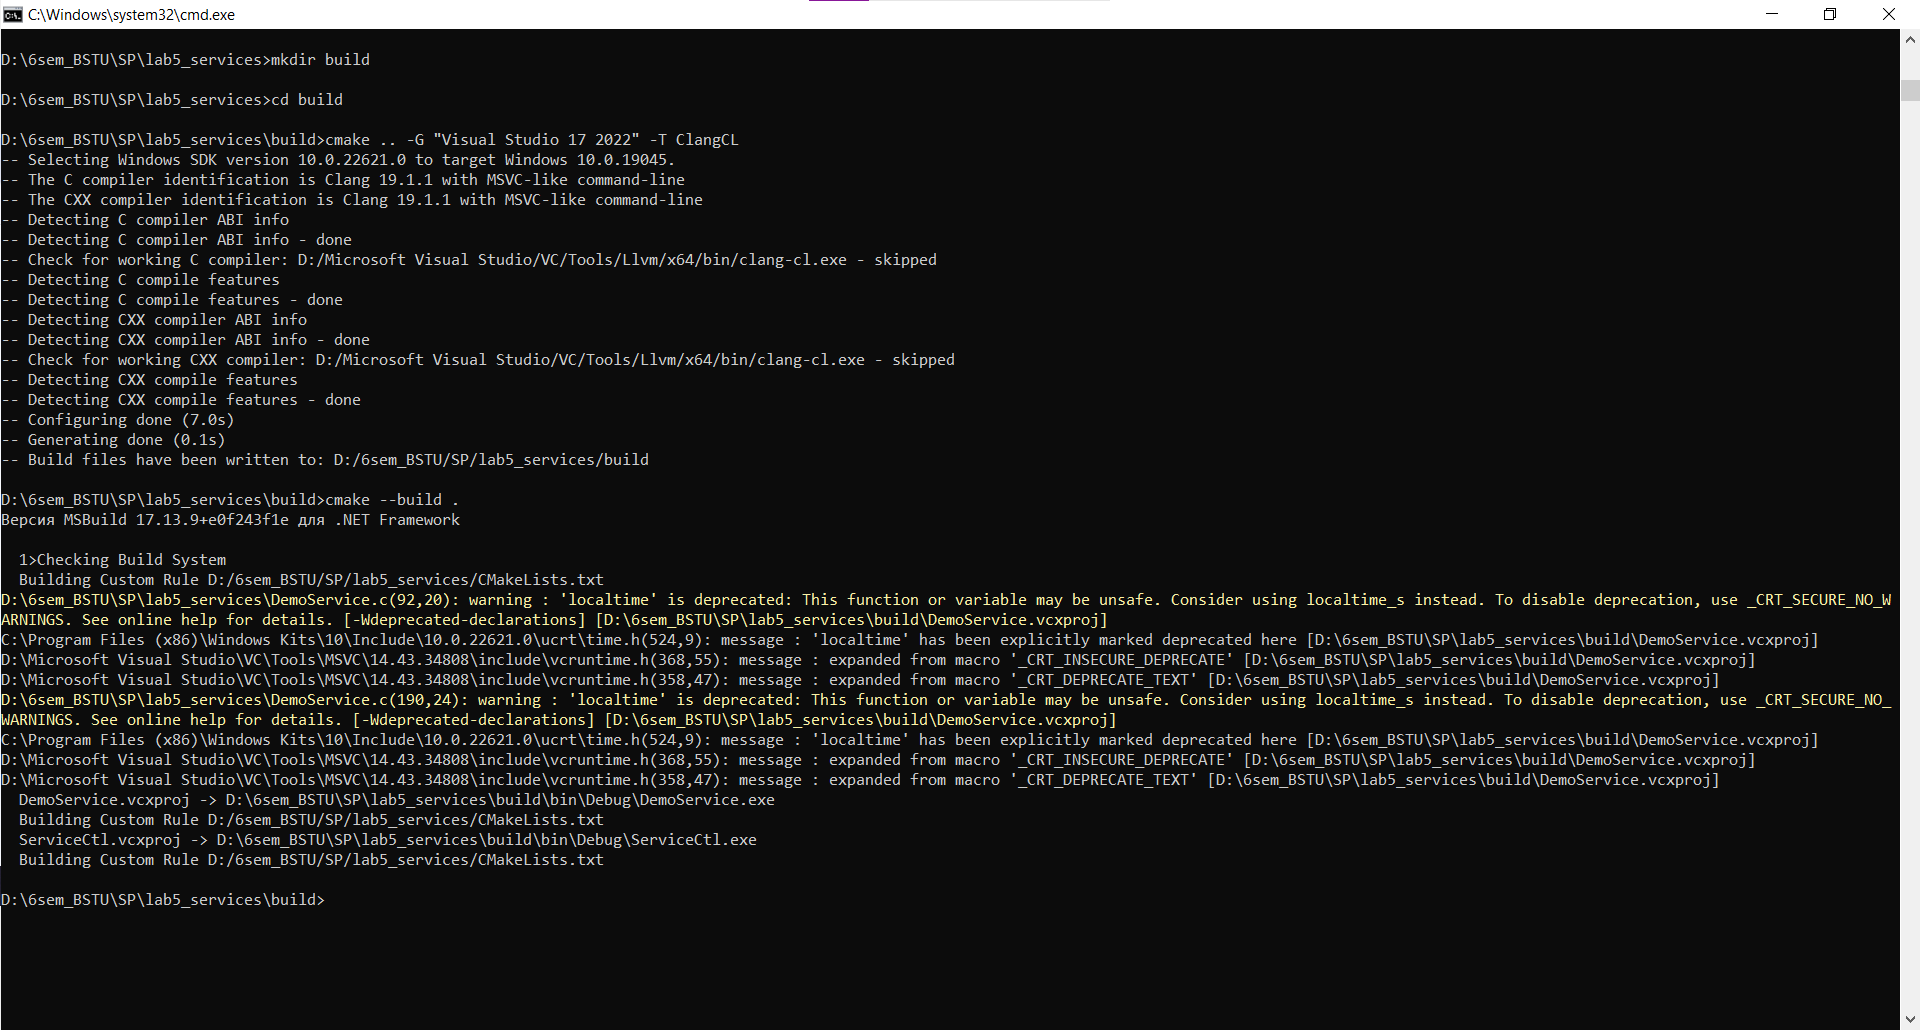 C:\Windows\system32\cmd.exe
D:\6sem_BSTU\SP\lab5_services>mkdir build
D:\6sem_BSTU\SP\lab5_services>cd build
D:\6sem_BSTU\SP\lab5_services\build>cmake .. -G "Visual Studio 17 2022" -T ClangCL
-- Selecting Windows SDK version 10.0.22621.0 to target Windows 10.0.19045.
-- The C compiler identification is Clang 19.1.1 with MSVC-like command-line
-- The CXX compiler identification is Clang 19.1.1 with MSVC-like command-line
-- Detecting C compiler ABI info
-- Detecting C compiler ABI info - done
-- Check for working C compiler: D:/Microsoft Visual Studio/VC/Tools/Llvm/x64/bin/clang-cl.exe - skipped
-- Detecting C compile features
-- Detecting C compile features - done
-- Detecting CXX compiler ABI info
-- Detecting CXX compiler ABI info - done
-- Check for working CXX compiler: D:/Microsoft Visual Studio/VC/Tools/Llvm/x64/bin/clang-cl.exe - skipped
-- Detecting CXX compile features
-- Detecting CXX compile features - done
-- Configuring done (7.0s)
-- Generating done (0.1s)
-- Build files have been written to: D:/6sem_BSTU/SP/lab5_services/build
D:\6sem_BSTU\SP\lab5_services\build>cmake --build .
Версия MSBuild 17.13.9+e0f243f1e для .NET Framework
1>Checking Build System
Building Custom Rule D:/6sem_BSTU/SP/lab5_services/CMakeLists.txt
D:\6sem_BSTU\SP\lab5_services\DemoService.c(92,20): warning : 'localtime' is deprecated: This function or variable may be unsafe. Consider using localtime_s instead. To disable deprecation, use _CRT_SECURE_NO_W
ARNINGS. See online help for details. [-Wdeprecated-declarations] [D:\6sem_BSTU\SP\lab5_services\build\DemoService.vcxproj]
C:\Program Files (x86)\Windows Kits\10\Include\10.0.22621.0\ucrt\time.h(524,9): message : 'localtime' has been explicitly marked deprecated here [D:\6sem_BSTU\SP\lab5_services\build\DemoService.vcxproj]
D:\Microsoft Visual Studio\VC\Tools\MSVC\14.43.34808\include\vcruntime.h(368,55): message : expanded from macro '_CRT_INSECURE_DEPRECATE' [D:\6sem_BSTU\SP\lab5_services\build\DemoService.vcxproj]
D:\Microsoft Visual Studio\VC\Tools\MSVC\14.43.34808\include\vcruntime.h(358,47): message : expanded from macro '_CRT_DEPRECATE_TEXT' [D:\6sem_BSTU\SP\lab5_services\build\DemoService.vcxproj]
D:\6sem_BSTU\SP\lab5_services\DemoService.c(190,24): warning : 'localtime' is deprecated: This function or variable may be unsafe. Consider using localtime_s instead. To disable deprecation, use _CRT_SECURE_NO_
WARNINGS. See online help for details. [-Wdeprecated-declarations] [D:\6sem_BSTU\SP\lab5_services\build\DemoService.vcxproj]
C:\Program Files (x86)\Windows Kits\10\Include\10.0.22621.0\ucrt\time.h(524,9): message : 'localtime' has been explicitly marked deprecated here [D:\6sem_BSTU\SP\lab5_services\build\DemoService.vcxproj]
D:\Microsoft Visual Studio\VC\Tools\MSVC\14.43.34808\include\vcruntime.h(368,55): message : expanded from macro '_CRT_INSECURE_DEPRECATE' [D:\6sem_BSTU\SP\lab5_services\build\DemoService.vcxproj]
D:\Microsoft Visual Studio\VC\Tools\MSVC\14.43.34808\include\vcruntime.h(358,47): message : expanded from macro '_CRT_DEPRECATE_TEXT' [D:\6sem_BSTU\SP\lab5_services\build\DemoService.vcxproj]
DemoService.vcxproj -> D:\6sem_BSTU\SP\lab5_services\build\bin\Debug\DemoService.exe
Building Custom Rule D:/6sem_BSTU/SP/lab5_services/CMakeLists.txt
ServiceCtl.vcxproj -> D:\6sem_BSTU\SP\lab5_services\build\bin\Debug\ServiceCtl.exe
Building Custom Rule D:/6sem_BSTU/SP/lab5_services/CMakeLists.txt
D:\6sem_BSTU\SP\lab5_services\build>